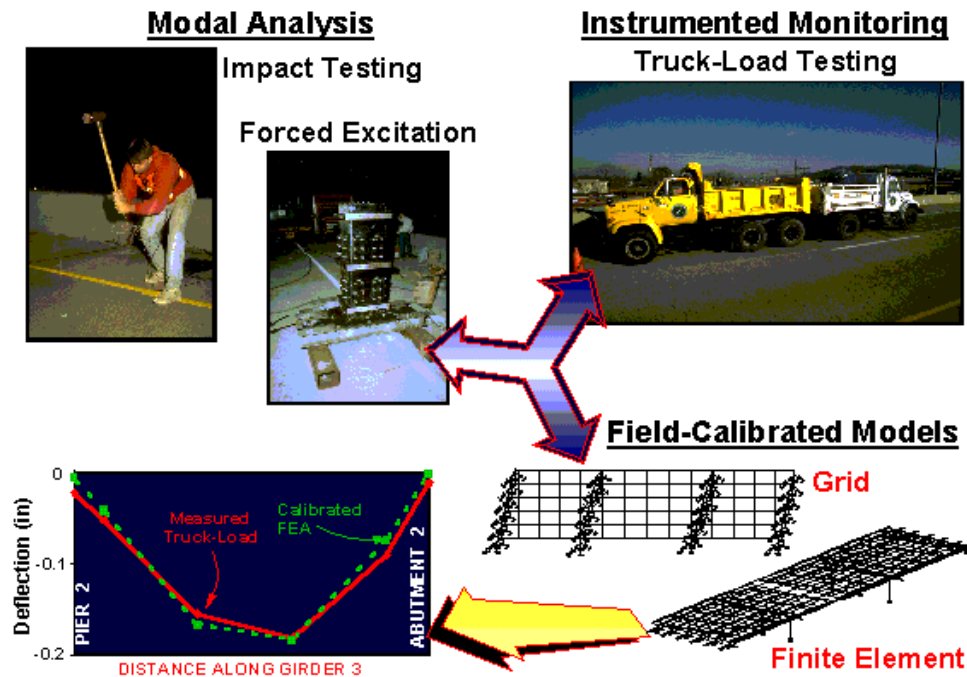 Modal Analysis
Impact Testing
Forced Excitation
Instrumented Monitoring
Truck-Load Testing
Field-Calibrated Models
Grid
Finite Element
Deflection (in)
0
-0.1
-0.2
PIER 2
Measured
Truck-Load
Calibrated
FEA
ABUTMENT 2
DISTANCE ALONG GIRDER 3